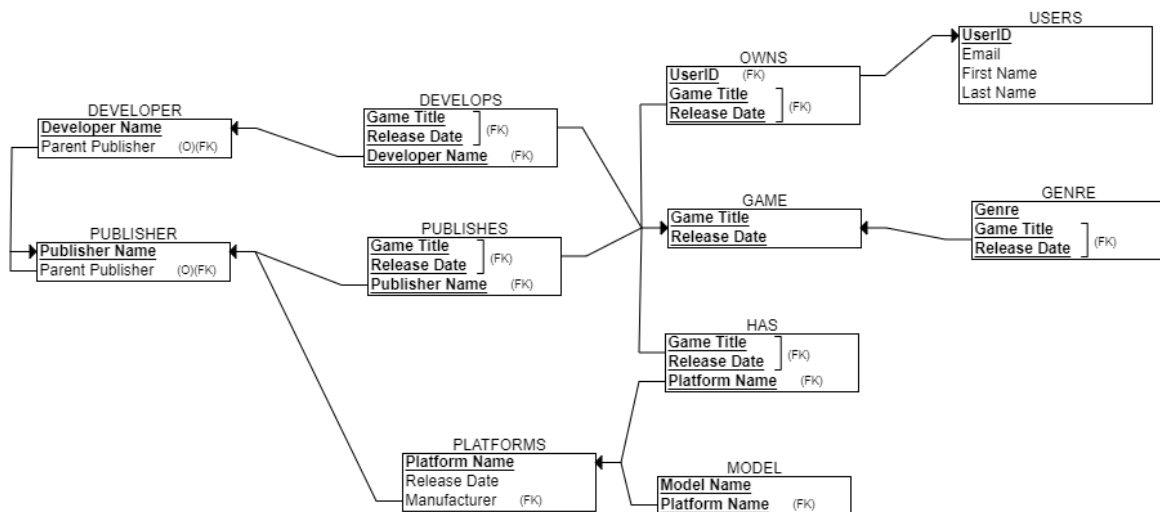 USERS
UserID
Email
First Name
Last Name
OWNS
UserID (FK)
Game Title
Release Date
(FK)
DEVELOPER
Developer Name
Parent Publisher (O)(FK)
DEVELOPS
Game Title
Release Date
(FK)
Developer Name (FK)
PUBLISHER
Publisher Name
Parent Publisher (O)(FK)
PUBLISHES
Game Title
Release Date
(FK)
Publisher Name (FK)
GAME
Game Title
Release Date
GENRE
Genre
Game Title
Release Date
(FK)
HAS
Game Title
Release Date
(FK)
Platform Name (FK)
PLATFORMS
Platform Name
Release Date
Manufacturer (FK)
MODEL
Model Name
Platform Name (FK)